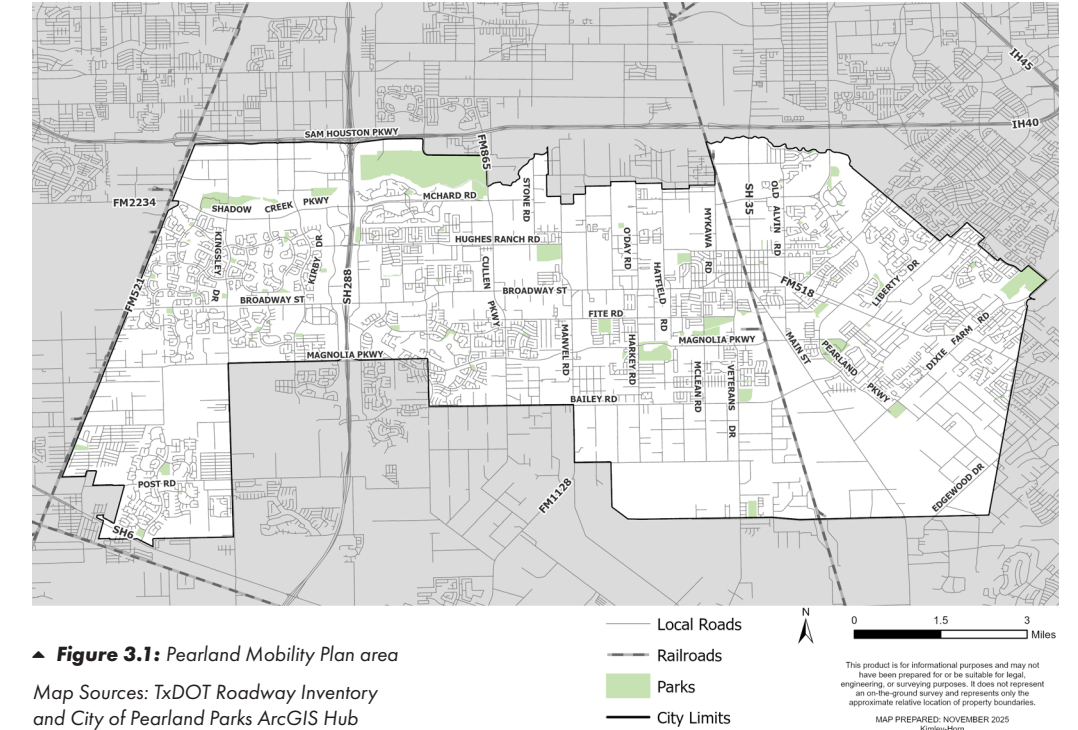 IH45
IH40
SAM HOUSTON PKWY
FM865
FM2234
SHADOW CREEK PKWY
MCHARD RD
STONE RD
SH 35
OLD ALVIN RD
MYKAWA RD
O'DAY RD
HUGHES RANCH RD
KINGSLEY DR
KIRBY DR
SH288
CULLEN PKWY
HATFIELD RD
FM521
BROADWAY ST
BROADWAY ST
FM518
LIBERTY DR
FITE RD
MANVEL RD
HARKEY RD
MAGNOLIA PKWY
MAGNOLIA PKWY
MAIN ST
PEARLAND PKWY
DIXIE FARM RD
MCLEAN RD
VETERANS DR
BAILEY RD
POST RD
SH6
FM1128
EDGEWOOD DR
Figure 3.1: Pearland Mobility Plan area
Map Sources: TxDOT Roadway Inventory
and City of Pearland Parks ArcGIS Hub
Local Roads
Railroads
Parks
City Limits
N
0 1.5 3
Miles
This product is for informational purposes and may not
have been prepared for or be suitable for legal,
engineering, or surveying purposes. It does not represent
an on-the-ground survey and represents only the
approximate relative location of property boundaries.
MAP PREPARED: NOVEMBER 2025
Kimley-Horn